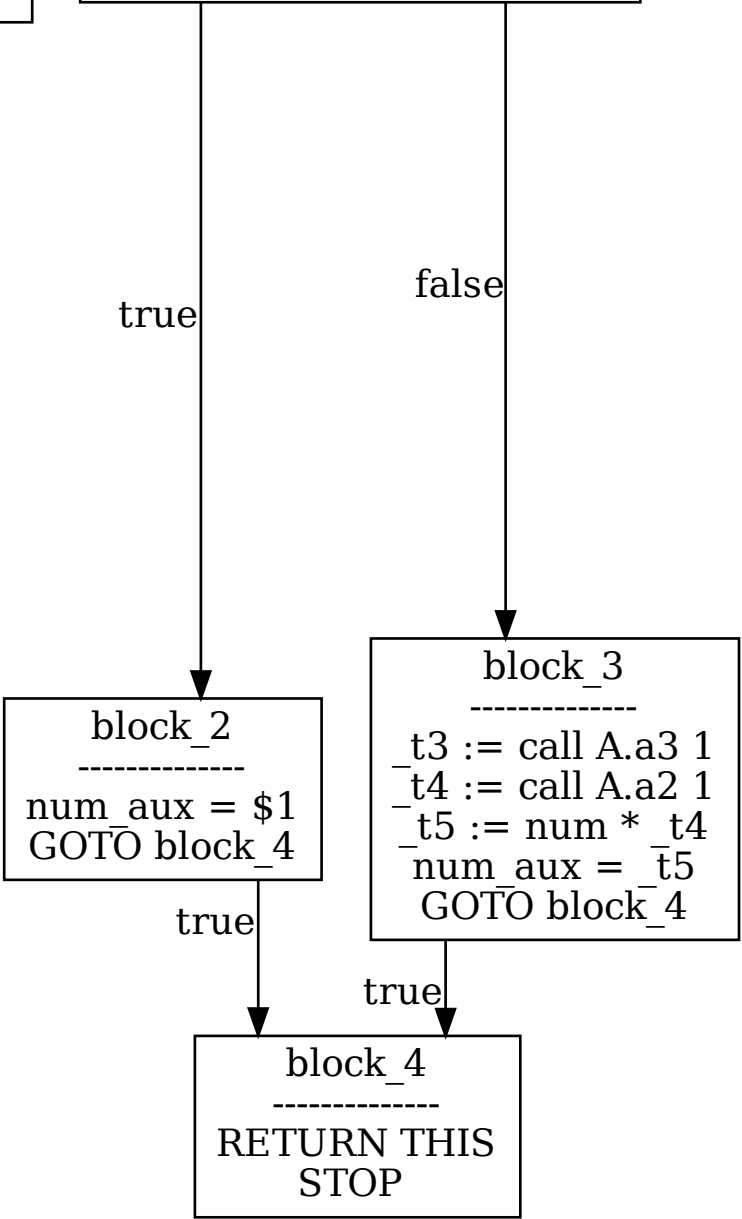 false
true
block_3
--------------
_t3 := call A.a3 1
_t4 := call A.a2 1
_t5 := num * _t4
num_aux = _t5
GOTO block_4
block_2
--------------
num_aux = $1
GOTO block_4
true
true
block_4
--------------
RETURN THIS
STOP